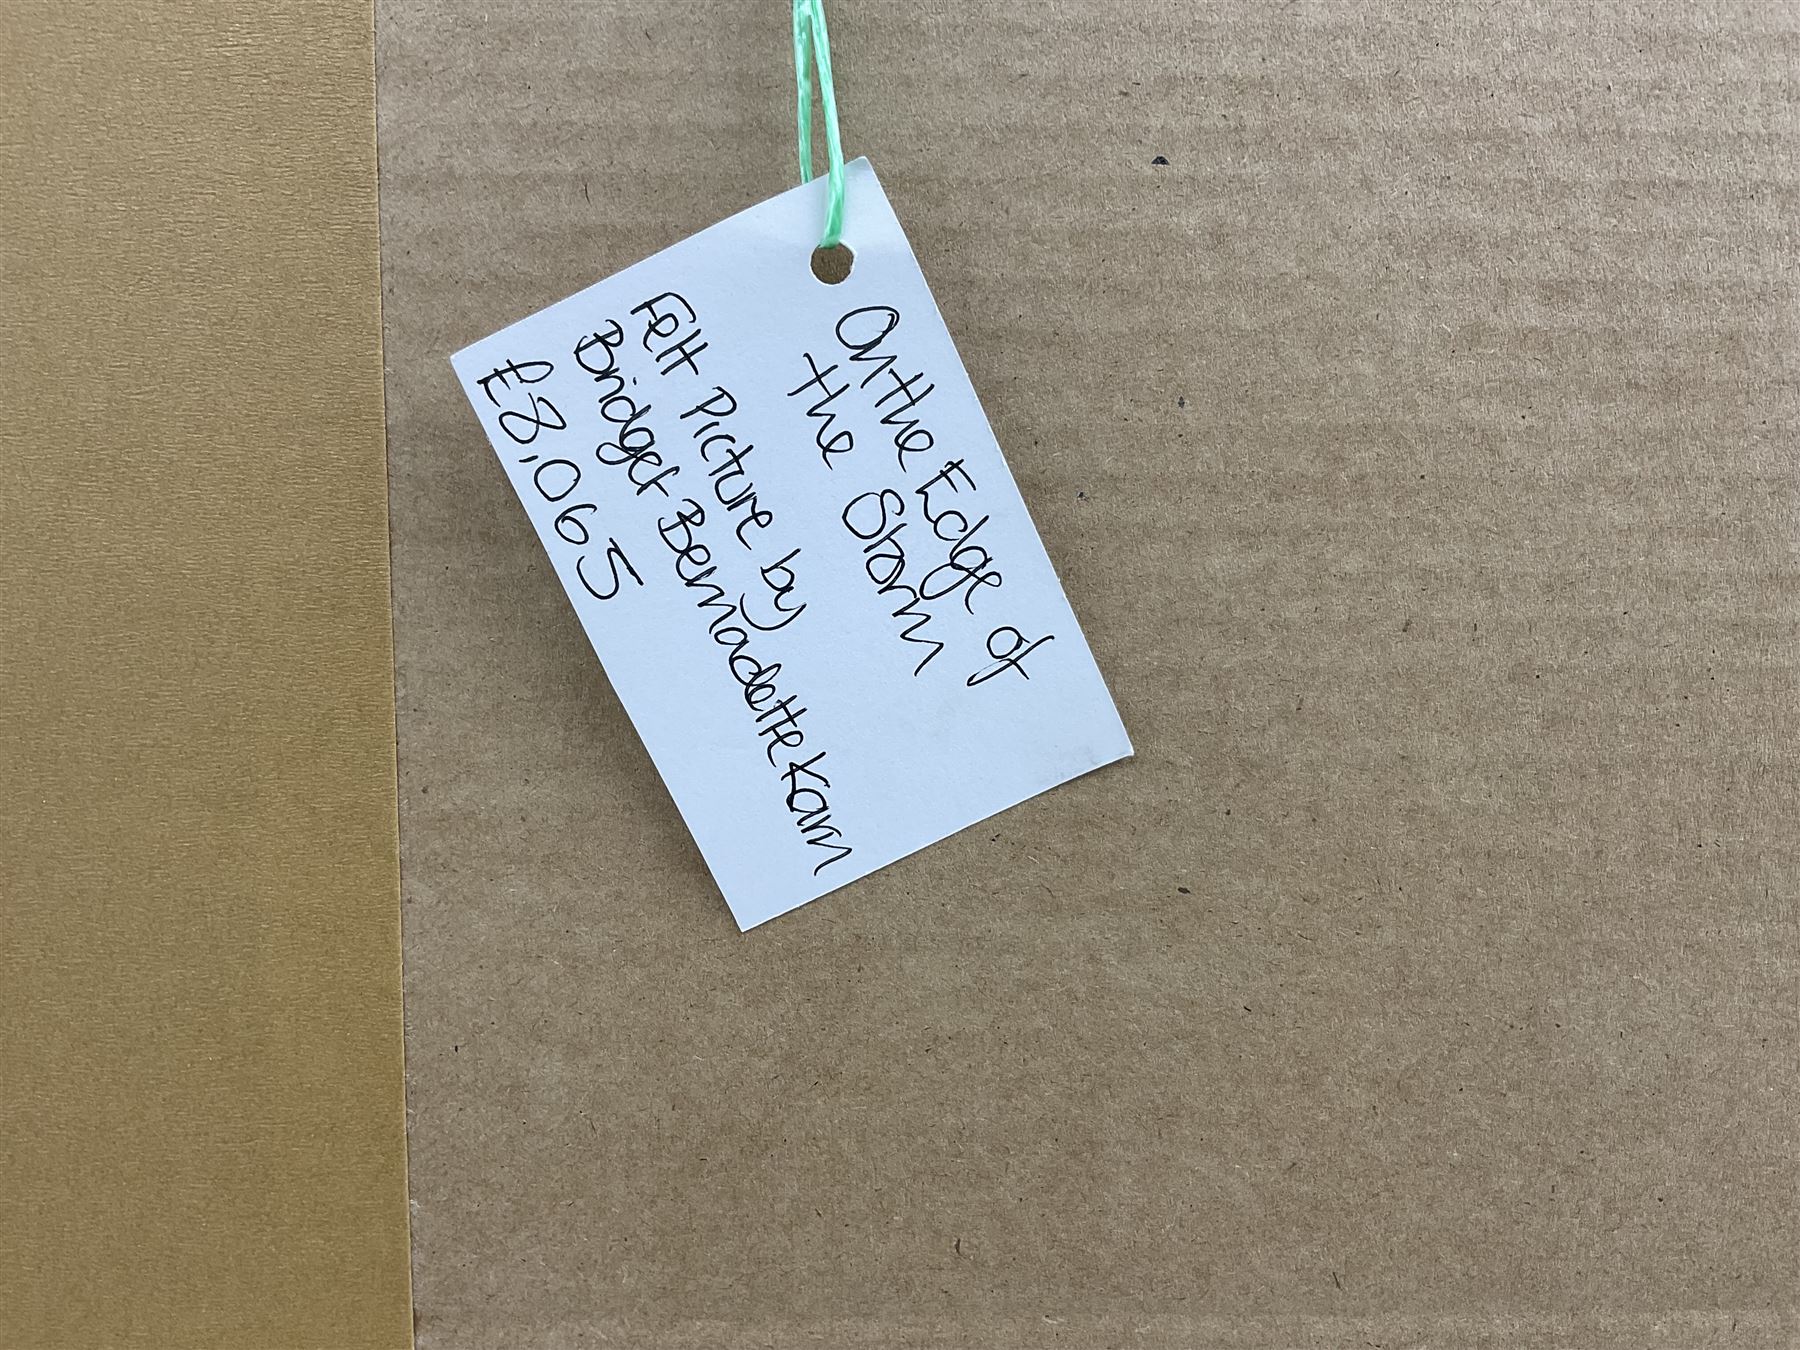 On the Edge of
the Storm
Felt Picture by
Bridget Bernadette Karn
£8,065